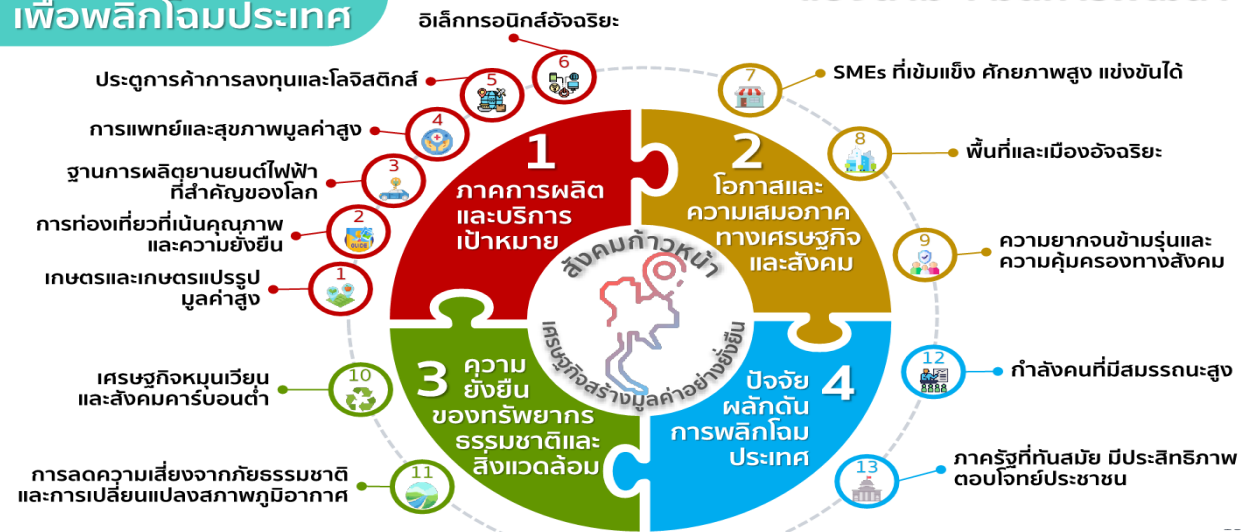 เพื่อพลิกโฉมประเทศ
อิเล็กทรอนิกส์อัจฉริยะ
6
ประตูการค้าการลงทุนและโลจิสติกส์
5
การแพทย์และสุขภาพมูลค่าสูง
4
ฐานการผลิตยานยนต์ไฟฟ้า
ที่สำคัญของโลก
3
การท่องเที่ยวที่เน้นคุณภาพ
และความยั่งยืน
2
GUIDE
เกษตรและเกษตรแปรรูป
มูลค่าสูง
1
7
SMEs ที่เข้มแข็ง ศักยภาพสูง แข่งขันได้
8
พื้นที่และเมืองอัจฉริยะ
9
ความยากจนข้ามรุ่นและ
ความคุ้มครองทางสังคม
1
ภาคการผลิต
และบริการ
เป้าหมาย
2
โอกาสและ
ความเสมอภาค
ทางเศรษฐกิจ
และสังคม
สังคมก้าวหน้า
เศรษฐกิจสร้างมูลค่าอย่างยั่งยืน
3
ความ
ยั่งยืน
ของทรัพยากร
ธรรมชาติและ
สิ่งแวดล้อม
4
ปัจจัย
ผลักดัน
การพลิกโฉม
ประเทศ
10
เศรษฐกิจหมุนเวียน
และสังคมคาร์บอนต่ำ
11
การลดความเสี่ยงจากภัยธรรมชาติ
และการเปลี่ยนแปลงสภาพภูมิอากาศ
12
กำลังคนที่มีสมรรถนะสูง
13
ภาครัฐที่ทันสมัย มีประสิทธิภาพ
ตอบโจทย์ประชาชน